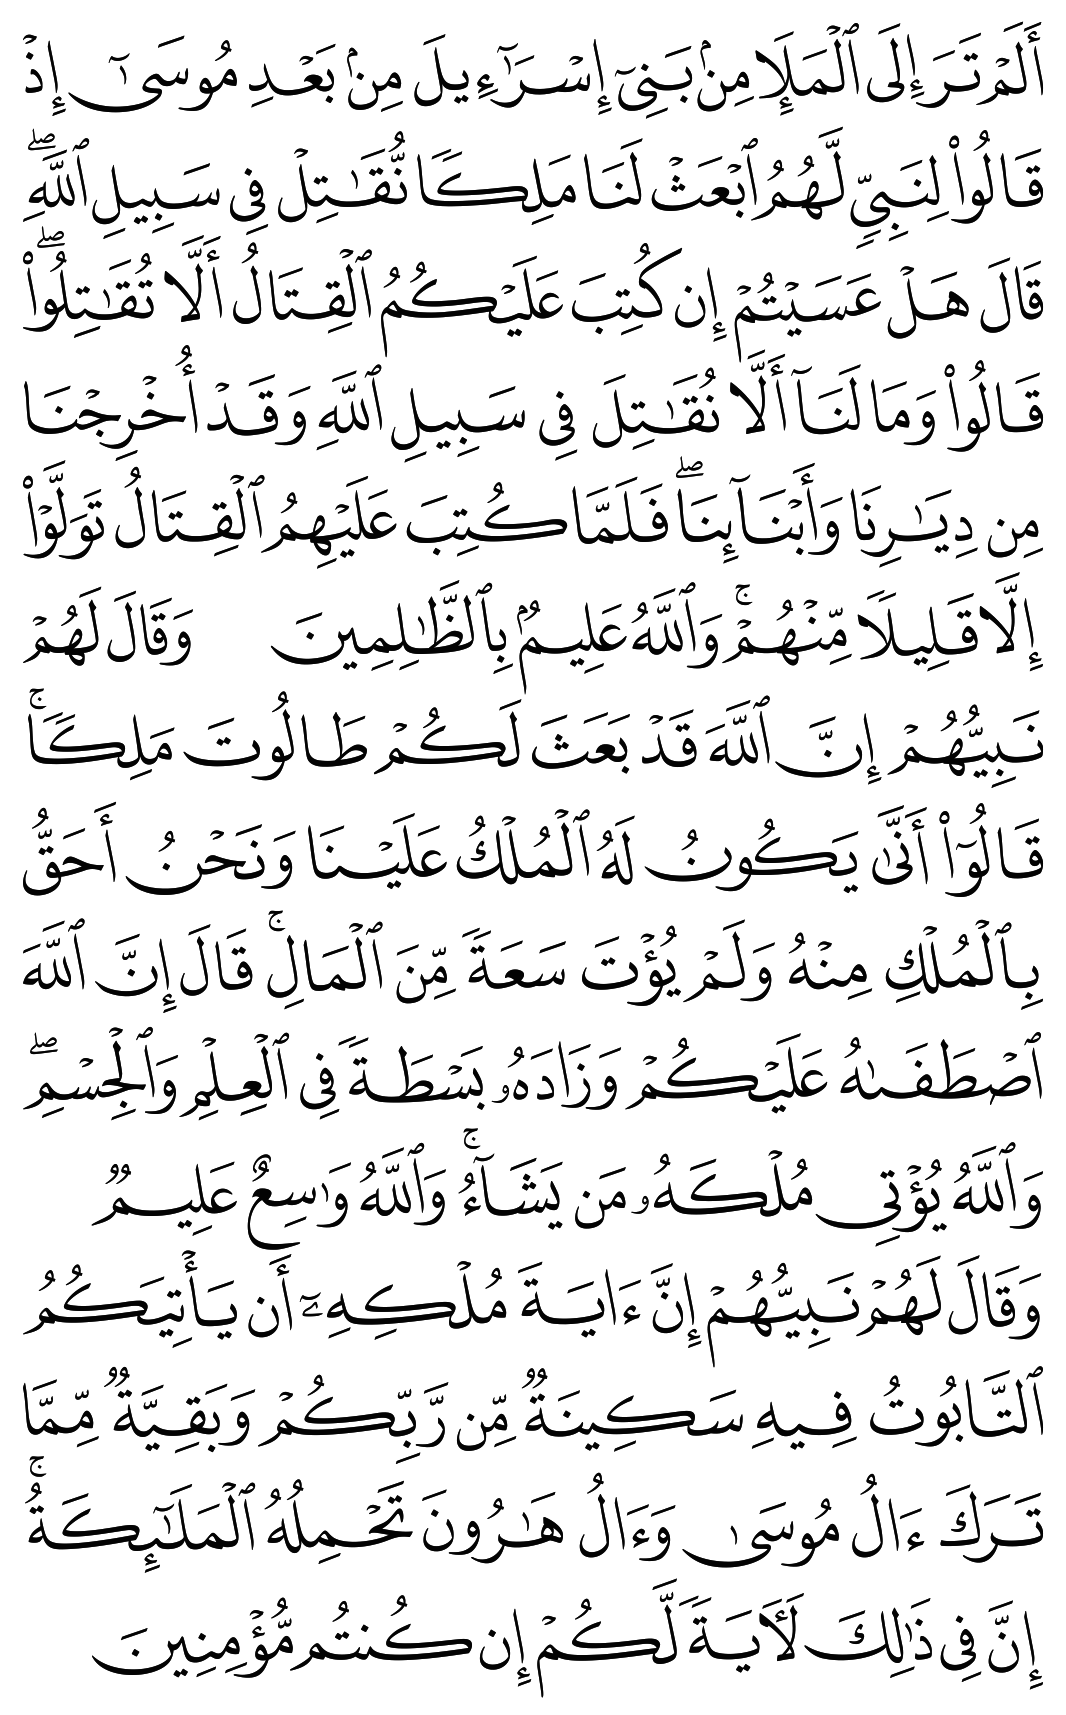 أَلَمْ تَرَ إِلَى ٱلْمَلَإِ مِنۢ بَنِىٓ إِسْرَٰٓءِيلَ مِنۢ بَعْدِ مُوسَىٰٓ إِذْ
قَالُوا۟ لِنَبِىٍّ لَّهُمُ ٱبْعَثْ لَنَا مَلِكًا نُّقَـٰتِلْ فِى سَبِيلِ ٱللَّهِ ۖ
قَالَ هَلْ عَسَيْتُمْ إِن كُتِبَ عَلَيْكُمُ ٱلْقِتَالُ أَلَّا تُقَـٰتِلُوا۟ ۖ
قَالُوا۟ وَمَا لَنَآ أَلَّا نُقَـٰتِلَ فِى سَبِيلِ ٱللَّهِ وَقَدْ أُخْرِجْنَا
مِن دِيَـٰرِنَا وَأَبْنَآئِنَا ۖ فَلَمَّا كُتِبَ عَلَيْهِمُ ٱلْقِتَالُ تَوَلَّوْا۟
إِلَّا قَلِيلًا مِّنْهُمْ ۚ وَٱللَّهُ عَلِيمٌۢ بِٱلظَّـٰلِمِينَ وَقَالَ لَهُمْ
نَبِيُّهُمْ إِنَّ ٱللَّهَ قَدْ بَعَثَ لَكُمْ طَالُوتَ مَلِكًا ۚ
قَالُوٓا۟ أَنَّىٰ يَكُونُ لَهُ ٱلْمُلْكُ عَلَيْنَا وَنَحْنُ أَحَقُّ
بِٱلْمُلْكِ مِنْهُ وَلَمْ يُؤْتَ سَعَةً مِّنَ ٱلْمَالِ ۚ قَالَ إِنَّ ٱللَّهَ
ٱصْطَفَىٰهُ عَلَيْكُمْ وَزَادَهُۥ بَسْطَةً فِى ٱلْعِلْمِ وَٱلْجِسْمِ ۖ
وَٱللَّهُ يُؤْتِى مُلْكَهُۥ مَن يَشَآءُ ۚ وَٱللَّهُ وَٰسِعٌ عَلِيمٌ
وَقَالَ لَهُمْ نَبِيُّهُمْ إِنَّ ءَايَةَ مُلْكِهِۦٓ أَن يَأْتِيَكُمُ
ٱلتَّابُوتُ فِيهِ سَكِينَةٌ مِّن رَّبِّكُمْ وَبَقِيَّةٌ مِّمَّا
تَرَكَ ءَالُ مُوسَىٰ وَءَالُ هَـٰرُونَ تَحْمِلُهُ ٱلْمَلَـٰٓئِكَةُ ۚ
إِنَّ فِى ذَٰلِكَ لَـَٔايَةً لَّكُمْ إِن كُنتُم مُّؤْمِنِينَ